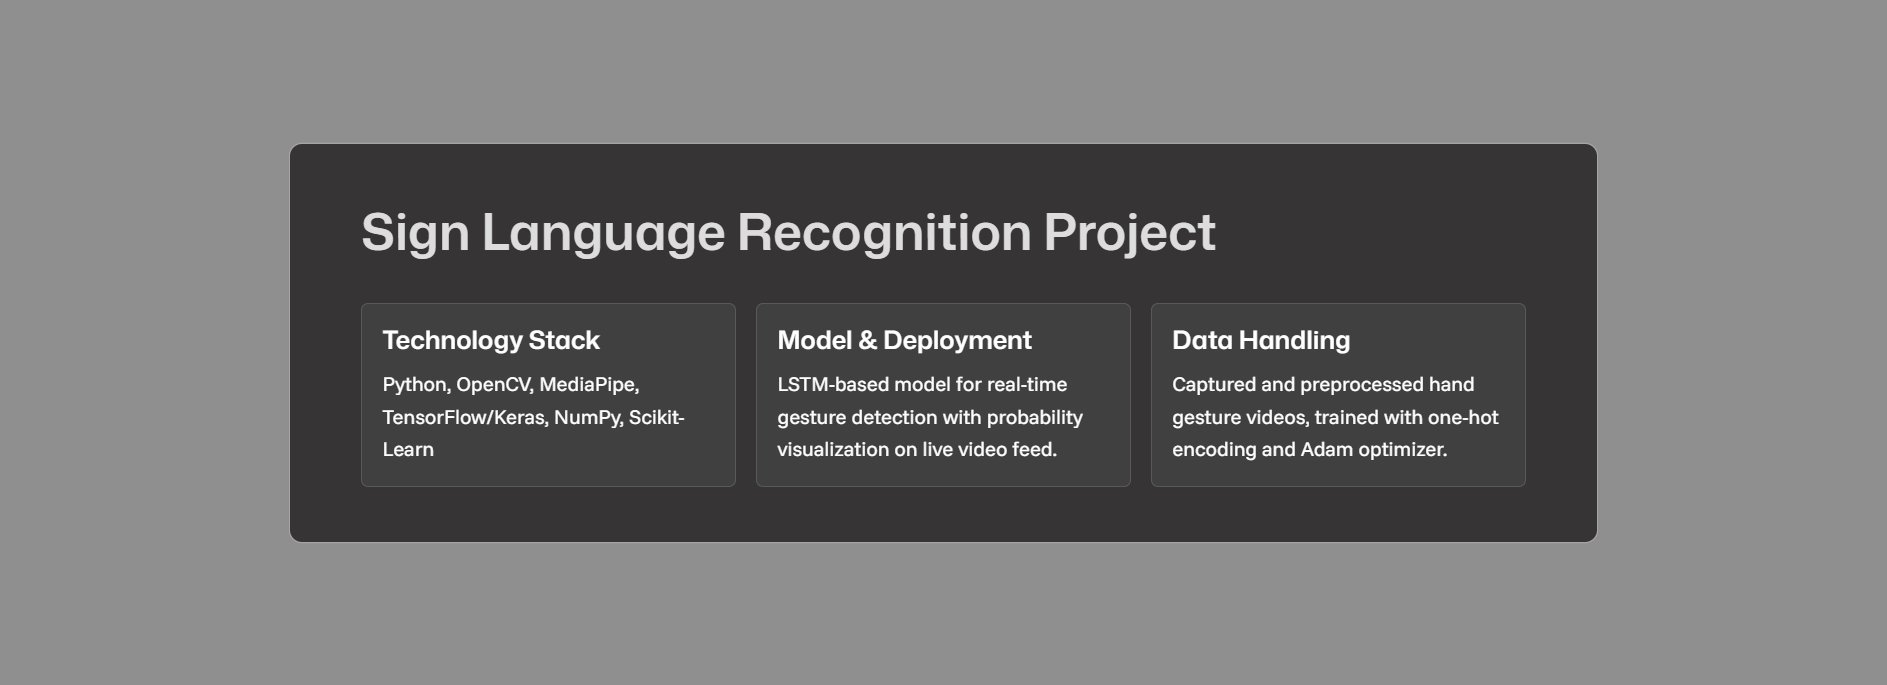 Sign Language Recognition Project
Technology Stack
Python, OpenCV, MediaPipe,
TensorFlow/Keras, NumPy, Scikit-
Learn
Model & Deployment
LSTM-based model for real-time
gesture detection with probability
visualization on live video feed.
Data Handling
Captured and preprocessed hand
gesture videos, trained with one-hot
encoding and Adam optimizer.